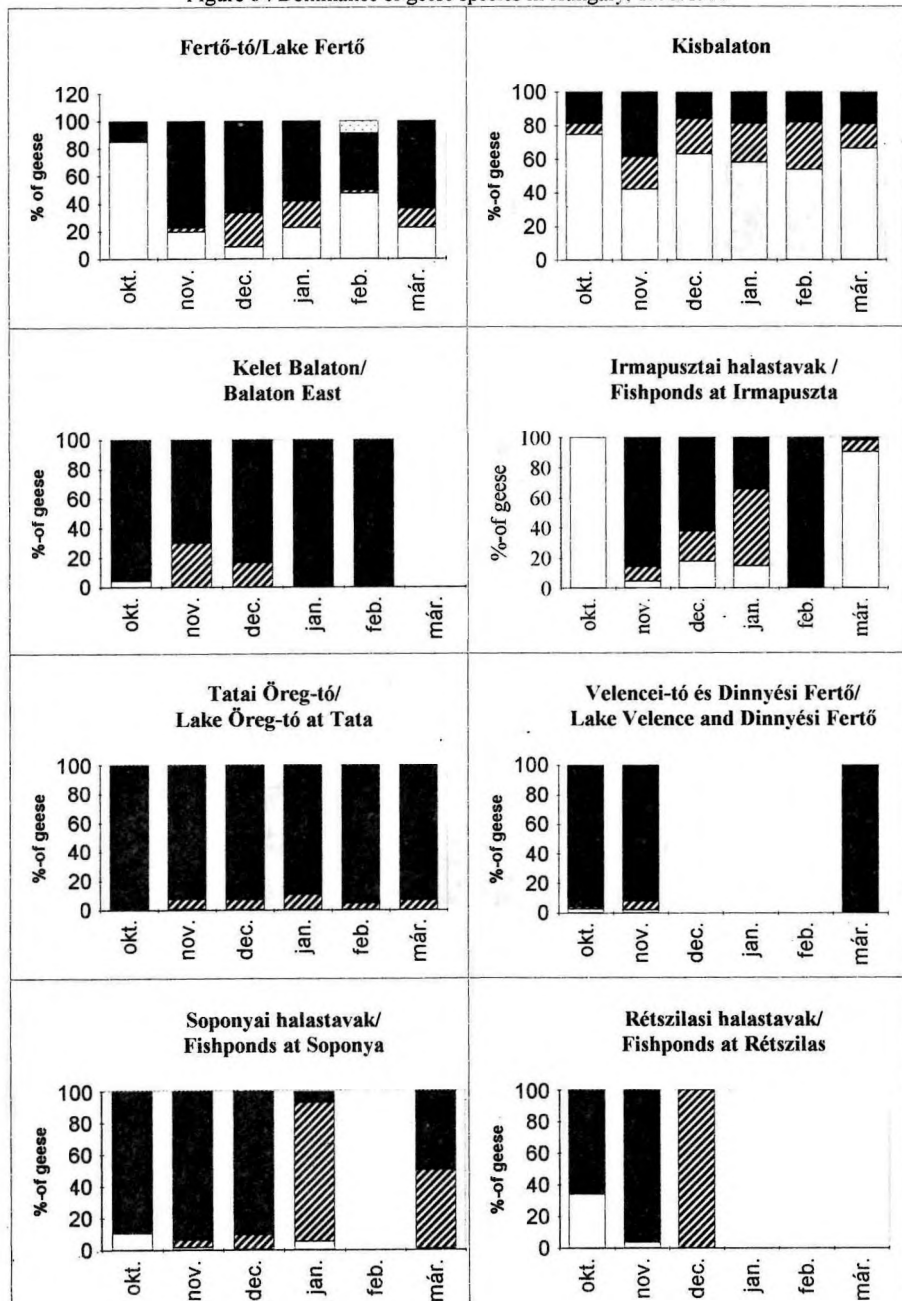 Fertő-tó/Lake Fertő
120
100
80
60
40
20
0
% of geese
okt.
nov.
dec.
jan.
feb.
már.
Kisbalaton
100
80
60
40
20
0
%-of geese
okt.
nov.
dec.
jan.
feb.
már.
Kelet Balaton/
Balaton East
100
80
60
40
20
0
%-of geese
okt.
nov.
dec.
jan.
feb.
már.
Irmapusztai halastavak /
Fishponds at Irmapuszta
100
80
60
40
20
0
%-of geese
okt.
nov.
dec.
jan.
feb.
már.
Tatai Öreg-tó/
Lake Öreg-tó at Tata
100
80
60
40
20
0
%-of geese
okt.
nov.
dec.
jan.
feb.
már.
Velencei-tó és Dinnyési Fertő/
Lake Velence and Dinnyési Fertő
100
80
60
40
20
0
%-of geese
okt.
nov.
dec.
jan.
feb.
már.
Soponyai halastavak/
Fishponds at Soponya
100
80
60
40
20
0
%-of geese
okt.
nov.
dec.
jan.
feb.
már.
Rétszilasi halastavak/
Fishponds at Rétszilas
100
80
60
40
20
0
%-of geese
okt.
nov.
dec.
jan.
feb.
már.